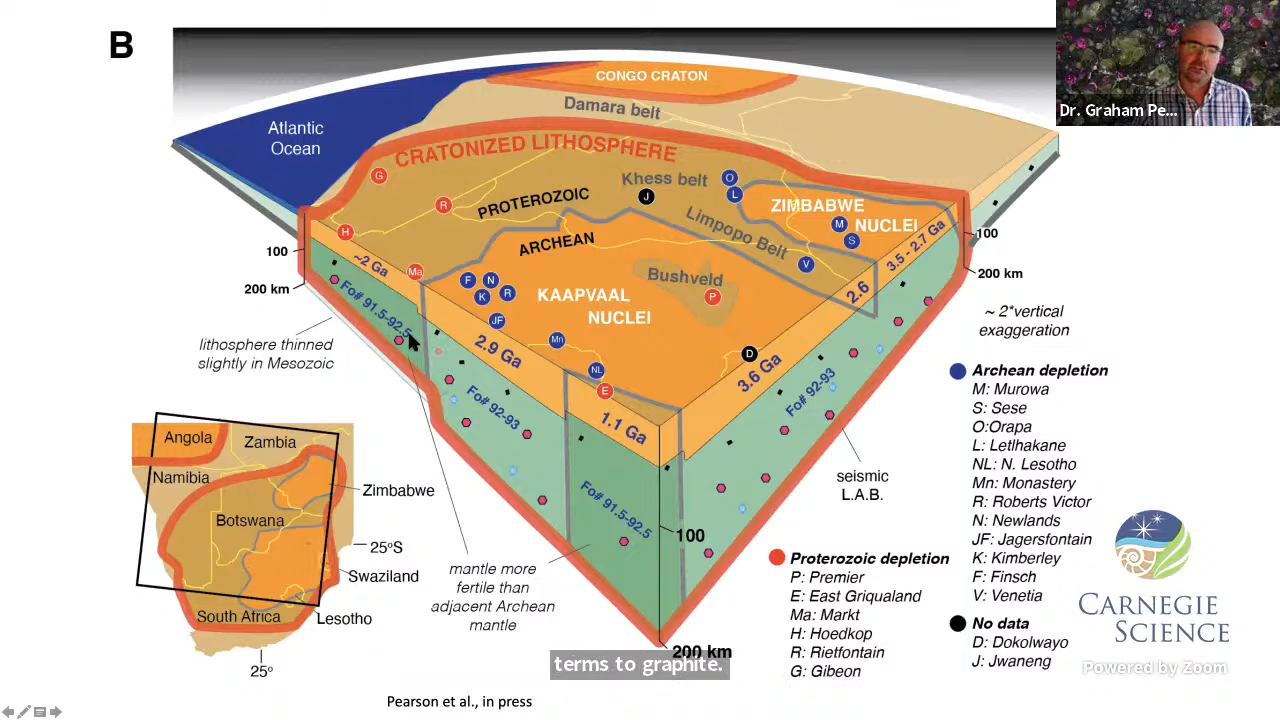 B
Dr. Graham Pe...
CONGO CRATON
Damara belt
Atlantic
Ocean
CRATONIZED LITHOSPHERE
G
R
H
Ma
PROTEROZOIC
ARCHEAN
Khess belt
J
O
L
ZIMBABWE
NUCLEI
M
S
Limpopo Belt
V
Bushveld
P
KAAPVAAL
NUCLEI
F
N
K
R
JF
Mn
NL
E
D
100
200 km
~2 Ga
2.9 Ga
1.1 Ga
3.6 Ga
2.6
3.5 - 2.7 Ga
100
200 km
Fo# 91.5-92.5
Fo# 92-93
Fo# 91.5-92.5
Fo# 92-93
100
200 km
~ 2*vertical
exaggeration
lithosphere thinned
slightly in Mesozoic
mantle more
fertile than
adjacent Archean
mantle
seismic
L.A.B.
Angola
Zambia
Namibia
Zimbabwe
Botswana
25ºS
Swaziland
South Africa
Lesotho
25º
Archean depletion
M: Murowa
S: Sese
O:Orapa
L: Letlhakane
NL: N. Lesotho
Mn: Monastery
R: Roberts Victor
N: Newlands
JF: Jagersfontain
K: Kimberley
F: Finsch
V: Venetia
Proterozoic depletion
P: Premier
E: East Griqualand
Ma: Markt
H: Hoedkop
R: Rietfontain
G: Gibeon
No data
D: Dokolwayo
J: Jwaneng
CARNEGIE
SCIENCE
Powered by Zoom
terms to graphite.
Pearson et al., in press